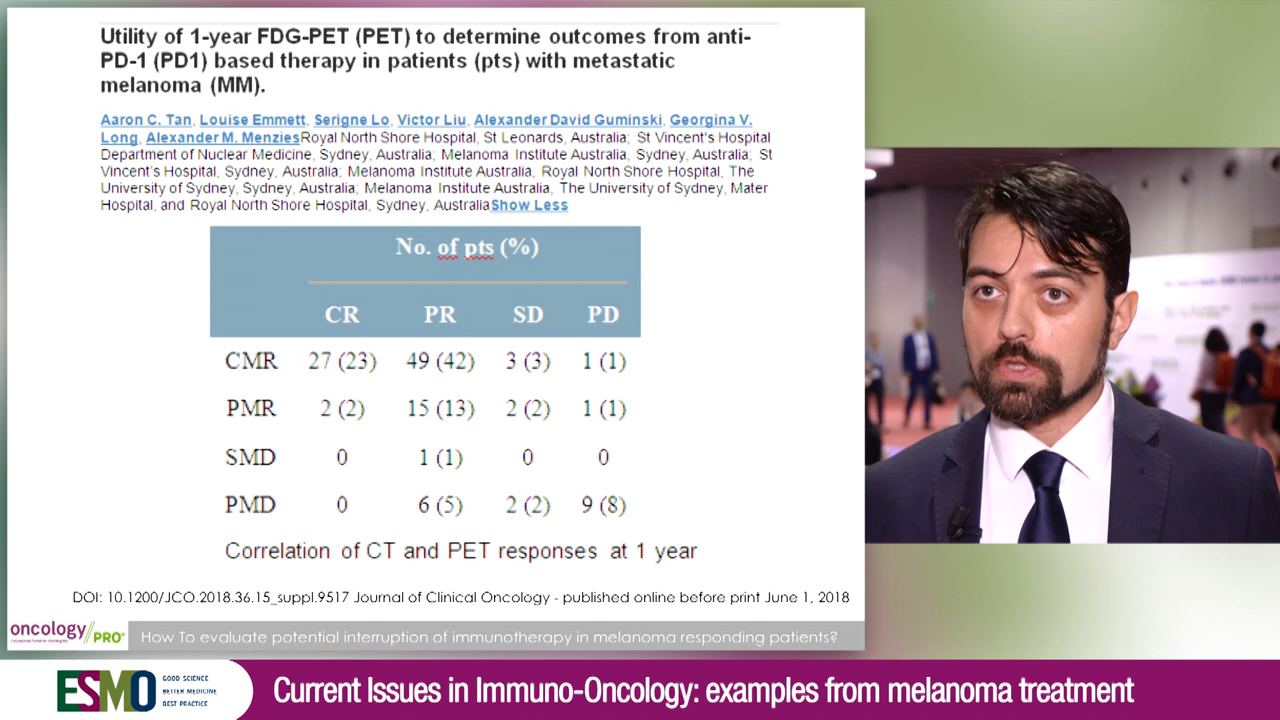 Utility of 1-year FDG-PET (PET) to determine outcomes from anti-
PD-1 (PD1) based therapy in patients (pts) with metastatic
melanoma (MM).
Aaron C. Tan, Louise Emmett, Serigne Lo, Victor Liu, Alexander David Guminski, Georgina V.
Long, Alexander M. MenziesRoyal North Shore Hospital, St Leonards, Australia; St Vincent's Hospital
Department of Nuclear Medicine, Sydney, Australia; Melanoma Institute Australia, Sydney, Australia; St
Vincent's Hospital, Sydney, Australia; Melanoma Institute Australia, Royal North Shore Hospital, The
University of Sydney, Sydney, Australia; Melanoma Institute Australia, The University of Sydney, Mater
Hospital, and Royal North Shore Hospital, Sydney, AustraliaShow Less
No. of pts (%)
CR PR SD PD
CMR 27 (23) 49 (42) 3 (3) 1 (1)
PMR 2 (2) 15 (13) 2 (2) 1 (1)
SMD 0 1 (1) 0 0
PMD 0 6 (5) 2 (2) 9 (8)
Correlation of CT and PET responses at 1 year
DOI: 10.1200/JCO.2018.36.15_suppl.9517 Journal of Clinical Oncology - published online before print June 1, 2018
oncology//PRO®
How To evaluate potential interruption of immunotherapy in melanoma responding patients?
ESMO
GOOD SCIENCE
BETTER MEDICINE
BEST PRACTICE
Current Issues in Immuno-Oncology: examples from melanoma treatment